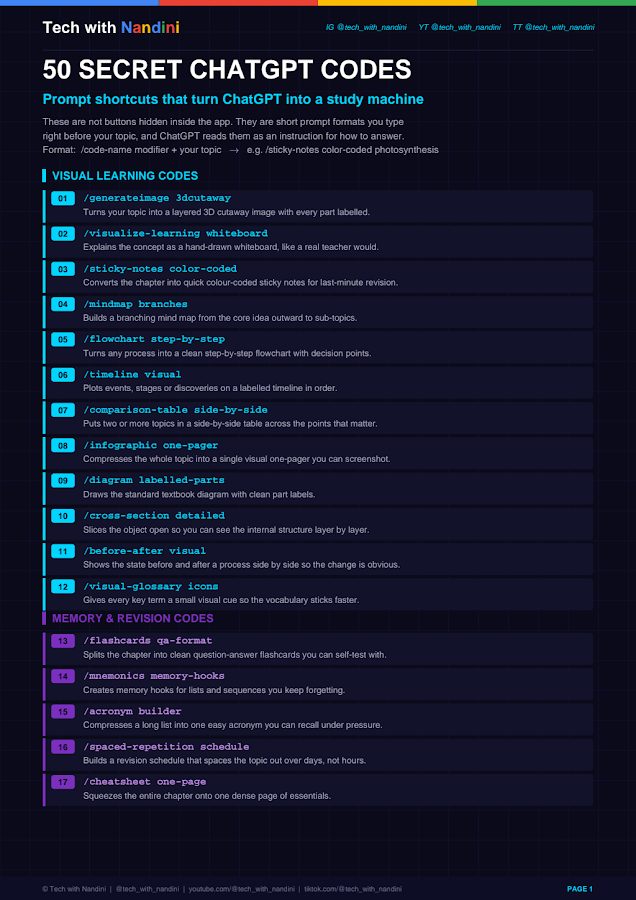 Tech with Nandini
IG @tech_with_nandini YT @tech_with_nandini TT @tech_with_nandini
50 SECRET CHATGPT CODES
Prompt shortcuts that turn ChatGPT into a study machine
These are not buttons hidden inside the app. They are short prompt formats you type
right before your topic, and ChatGPT reads them as an instruction for how to answer.
Format: /code-name modifier + your topic → e.g. /sticky-notes color-coded photosynthesis
VISUAL LEARNING CODES
01 /generateimage 3dcutaway
Turns your topic into a layered 3D cutaway image with every part labelled.
02 /visualize-learning whiteboard
Explains the concept as a hand-drawn whiteboard, like a real teacher would.
03 /sticky-notes color-coded
Converts the chapter into quick colour-coded sticky notes for last-minute revision.
04 /mindmap branches
Builds a branching mind map from the core idea outward to sub-topics.
05 /flowchart step-by-step
Turns any process into a clean step-by-step flowchart with decision points.
06 /timeline visual
Plots events, stages or discoveries on a labelled timeline in order.
07 /comparison-table side-by-side
Puts two or more topics in a side-by-side table across the points that matter.
08 /infographic one-pager
Compresses the whole topic into a single visual one-pager you can screenshot.
09 /diagram labelled-parts
Draws the standard textbook diagram with clean part labels.
10 /cross-section detailed
Slices the object open so you can see the internal structure layer by layer.
11 /before-after visual
Shows the state before and after a process side by side so the change is obvious.
12 /visual-glossary icons
Gives every key term a small visual cue so the vocabulary sticks faster.
MEMORY & REVISION CODES
13 /flashcards qa-format
Splits the chapter into clean question-answer flashcards you can self-test with.
14 /mnemonics memory-hooks
Creates memory hooks for lists and sequences you keep forgetting.
15 /acronym builder
Compresses a long list into one easy acronym you can recall under pressure.
16 /spaced-repetition schedule
Builds a revision schedule that spaces the topic out over days, not hours.
17 /cheatsheet one-page
Squeezes the entire chapter onto one dense page of essentials.
© Tech with Nandini | @tech_with_nandini | youtube.com/@tech_with_nandini | tiktok.com/@tech_with_nandini PAGE 1